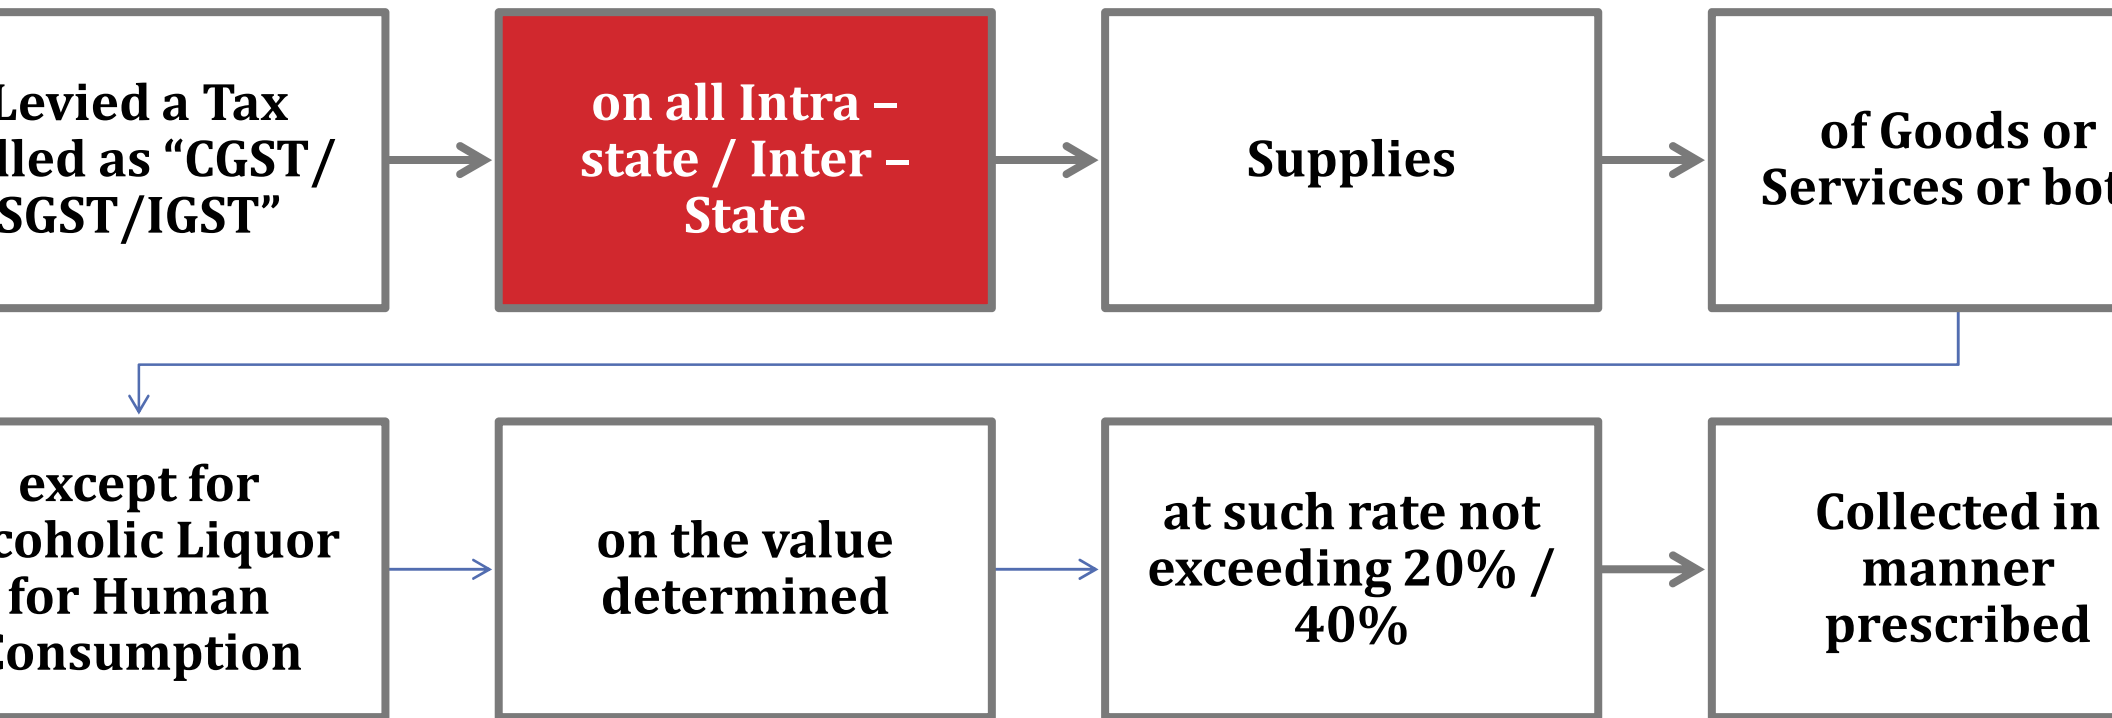 Levied a Tax
lled as “CGST/
SGST/IGST”
on all Intra –
state / Inter –
State
Supplies
of Goods or
Services or bot
except for
coholic Liquor
for Human
Consumption
on the value
determined
at such rate not
exceeding 20% /
40%
Collected in
manner
prescribed